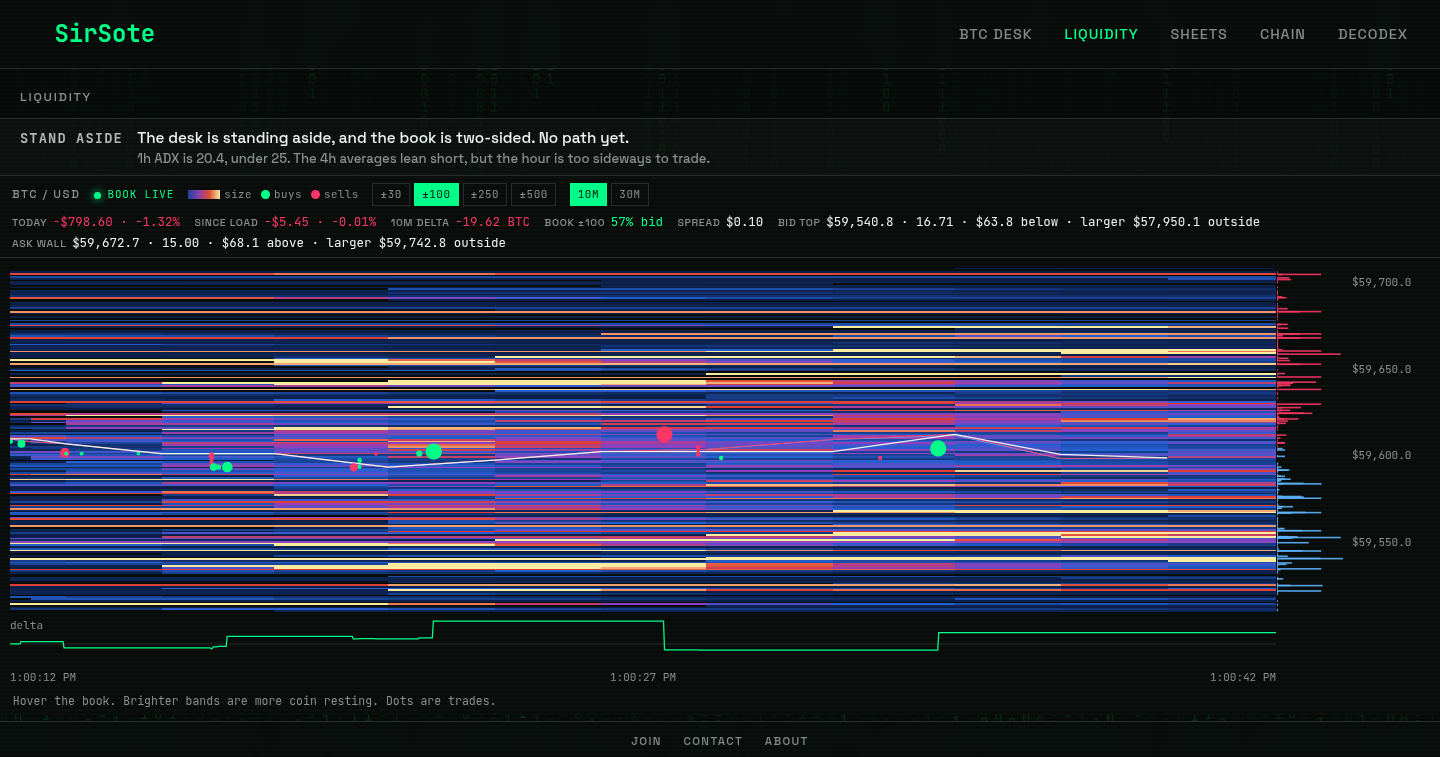 SirSote
BTC DESK LIQUIDITY SHEETS CHAIN DECODEX
LIQUIDITY
STAND ASIDE The desk is standing aside, and the book is two-sided. No path yet.
1h ADX is 20.4, under 25. The 4h averages lean short, but the hour is too sideways to trade.
BTC / USD BOOK LIVE size buys sells ±30 ±100 ±250 ±500 10M 30M
TODAY -$798.60 · -1.32% SINCE LOAD -$5.45 · -0.01% 10M DELTA -19.62 BTC BOOK ±100 57% bid SPREAD $0.10 BID TOP $59,540.8 · 16.71 · $63.8 below · larger $57,950.1 outside
ASK WALL $59,672.7 · 15.00 · $68.1 above · larger $59,742.8 outside
$59,700.0
$59,650.0
$59,600.0
$59,550.0
delta
1:00:12 PM 1:00:27 PM 1:00:42 PM
Hover the book. Brighter bands are more coin resting. Dots are trades.
JOIN CONTACT ABOUT